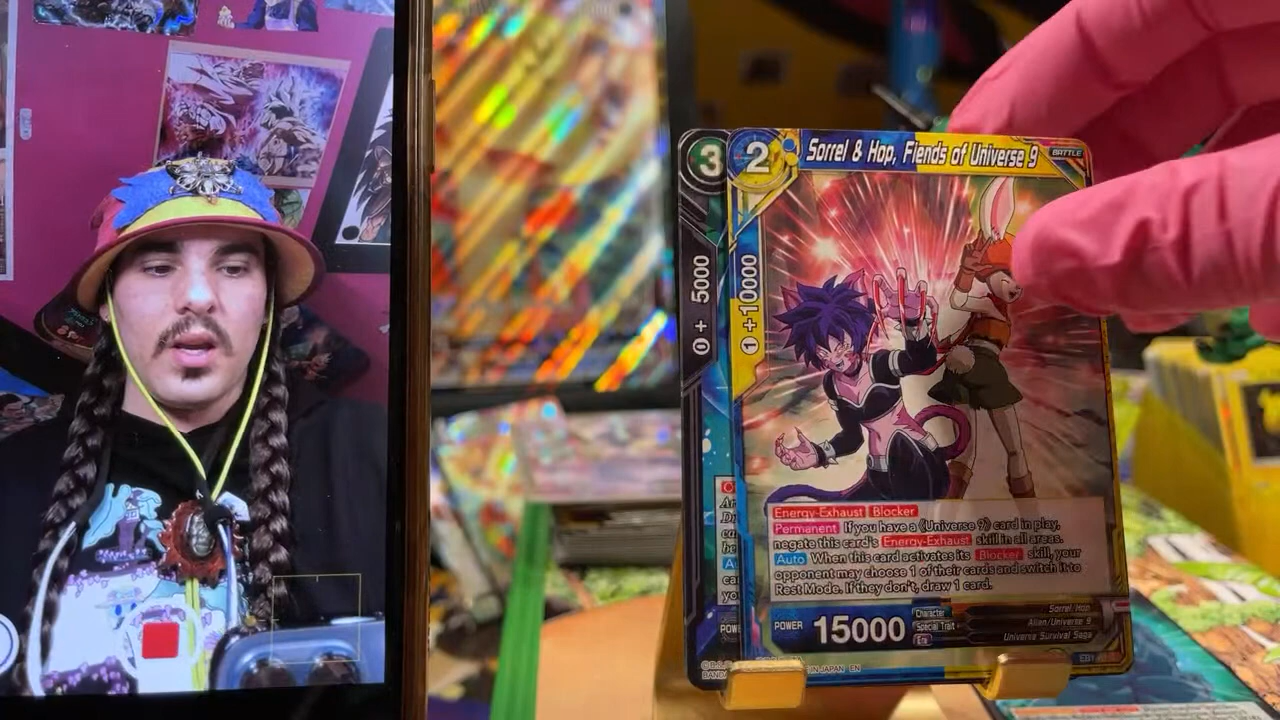 3
2
Sorrel & Hop, Fiends of Universe 9
BATTLE
0 + 5000
1 + 10000
Energy-Exhaust Blocker
Permanent If you have a 《Universe 9》 card in play,
negate this card's Energy-Exhaust skill in all areas.
Auto When this card activates its Blocker skill, your
opponent may choose 1 of their cards and switch it to
Rest Mode. If they don't, draw 1 card.
POWER 15000
Character Sorrel/Hop
Special Trait Alien/Universe 9
Universe Survival Saga
JAPAN EN
EB1